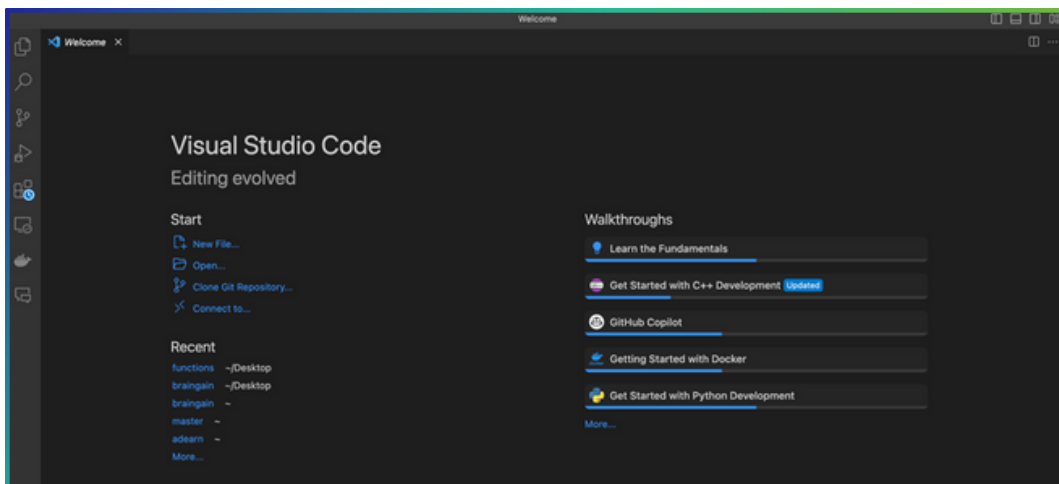 Welcome
Welcome
Visual Studio Code
Editing evolved
Start
New File...
Open...
Clone Git Repository...
Connect to...
Recent
functions ~/Desktop
braingain ~/Desktop
braingain ~
master ~
adearn ~
More...
Walkthroughs
Learn the Fundamentals
Get Started with C++ Development Updated
GitHub Copilot
Getting Started with Docker
Get Started with Python Development
More...